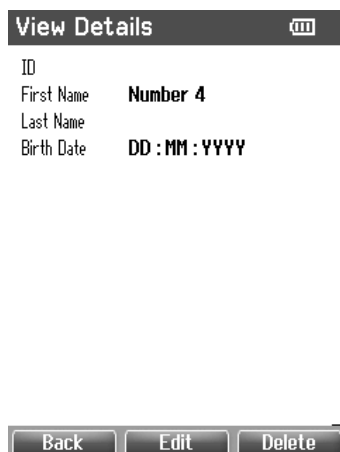 View Details
ID
First Name Number 4
Last Name
Birth Date DD : MM : YYYY
Back Edit Delete